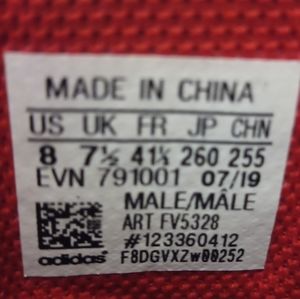 MADE IN CHINA
US UK FR JP CHN
8 7½ 41⅓ 260 255
EVN 791001 07/19
MALE/MÂLE
ART FV5328
#123360412
adidas F8DGVXZw00252